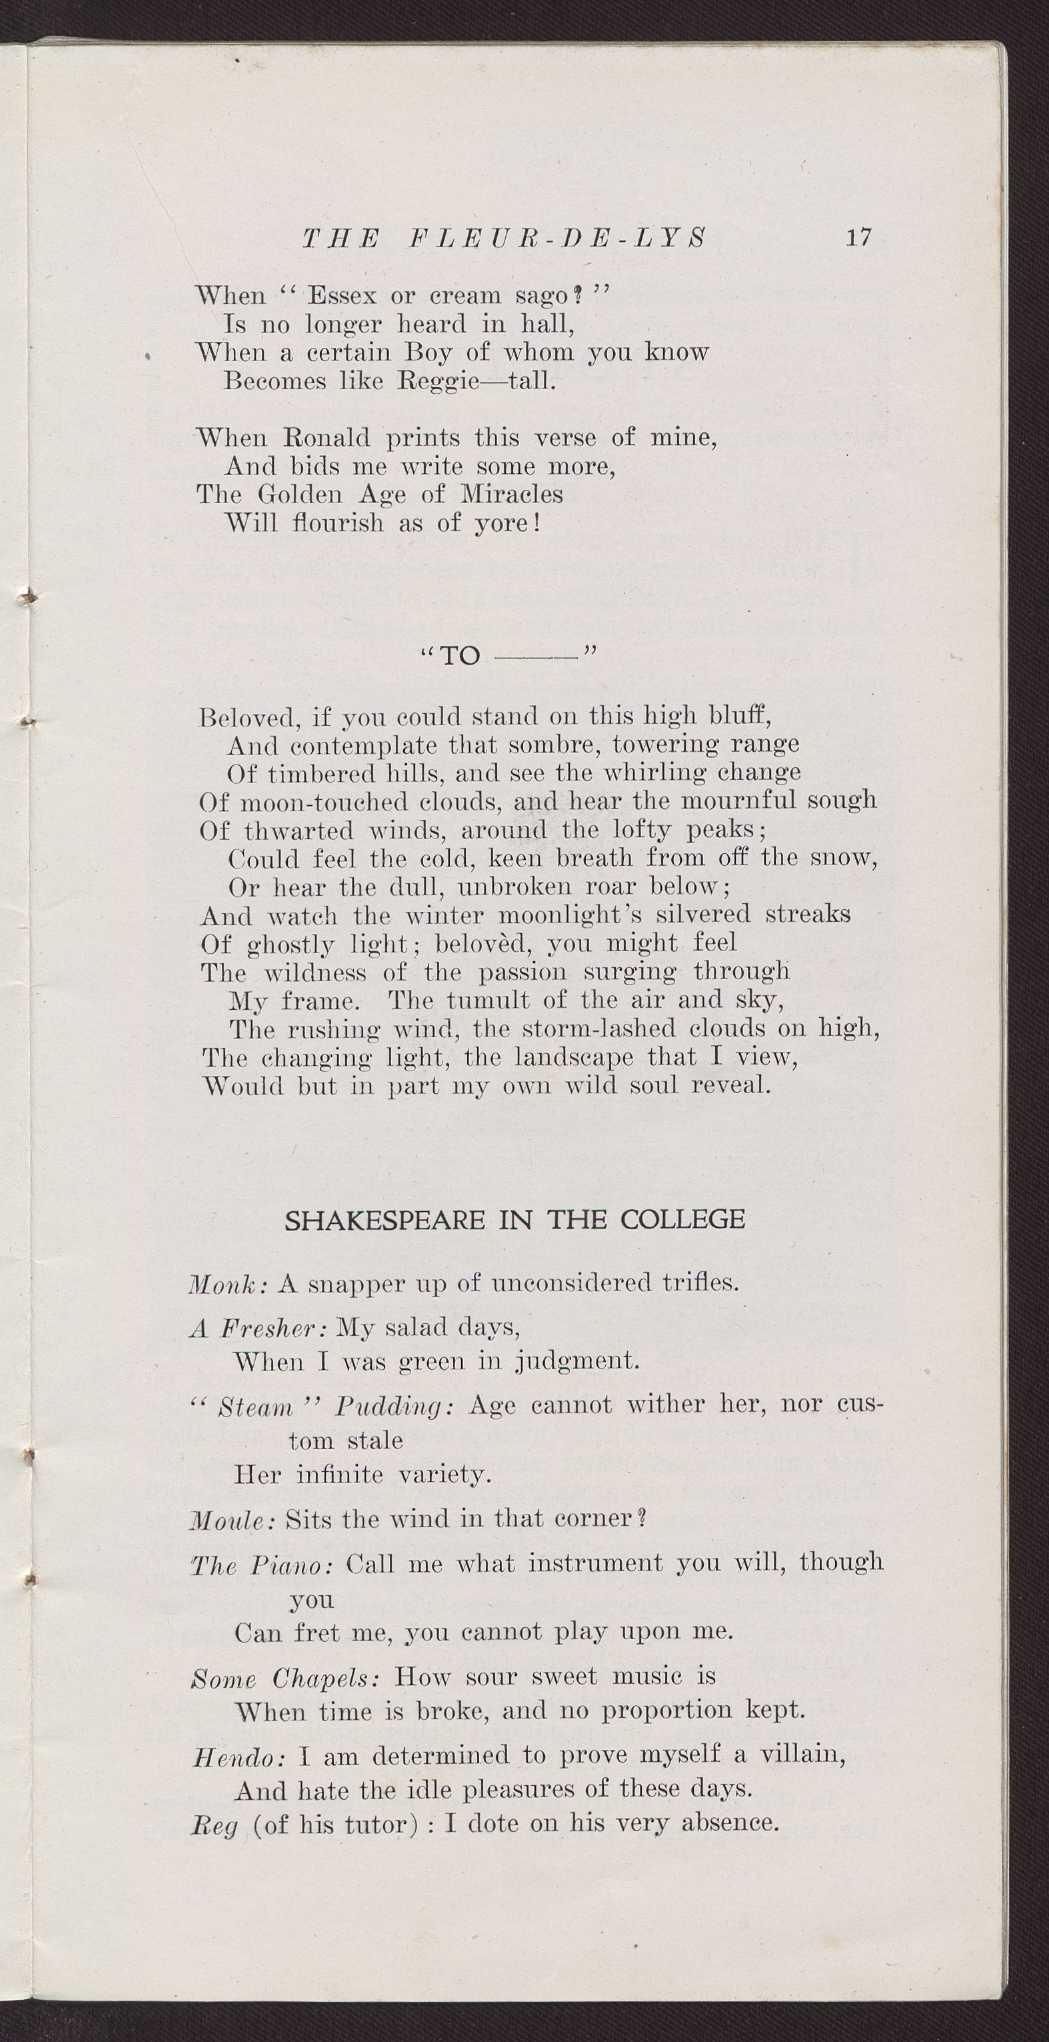 THE FLEUR-DE-LYS 17
When " Essex or cream sago? "
Is no longer heard in hall,
When a certain Boy of whom you know
Becomes like Reggie—tall.
When Ronald prints this verse of mine,
And bids me write some more,
The Golden Age of Miracles
Will flourish as of yore!
"TO ———"
Beloved, if you could stand on this high bluff,
And contemplate that sombre, towering range
Of timbered hills, and see the whirling change
Of moon-touched clouds, and hear the mournful sough
Of thwarted winds, around the lofty peaks;
Could feel the cold, keen breath from off the snow,
Or hear the dull, unbroken roar below;
And watch the winter moonlight's silvered streaks
Of ghostly light; belovèd, you might feel
The wildness of the passion surging through
My frame. The tumult of the air and sky,
The rushing wind, the storm-lashed clouds on high,
The changing light, the landscape that I view,
Would but in part my own wild soul reveal.
SHAKESPEARE IN THE COLLEGE
Monk: A snapper up of unconsidered trifles.
A Fresher: My salad days,
When I was green in judgment.
" Steam " Pudding: Age cannot wither her, nor cus-
tom stale
Her infinite variety.
Moule: Sits the wind in that corner?
The Piano: Call me what instrument you will, though
you
Can fret me, you cannot play upon me.
Some Chapels: How sour sweet music is
When time is broke, and no proportion kept.
Hendo: I am determined to prove myself a villain,
And hate the idle pleasures of these days.
Reg (of his tutor) : I dote on his very absence.